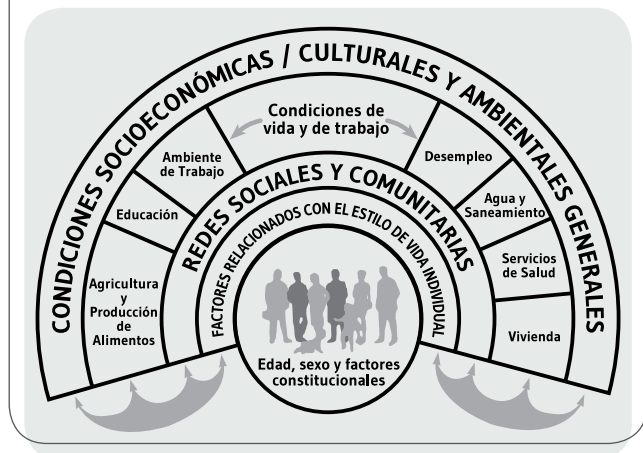 CONDICIONES SOCIOECONÓMICAS / CULTURALES Y AMBIENTALES GENERALES
Condiciones de
vida y de trabajo
Agricultura
y
Producción
de
Alimentos
Educación
Ambiente
de Trabajo
Desempleo
Agua y
Saneamiento
Servicios
de Salud
Vivienda
REDES SOCIALES Y COMUNITARIAS
FACTORES RELACIONADOS CON EL ESTILO DE VIDA INDIVIDUAL
Edad, sexo y factores
constitucionales